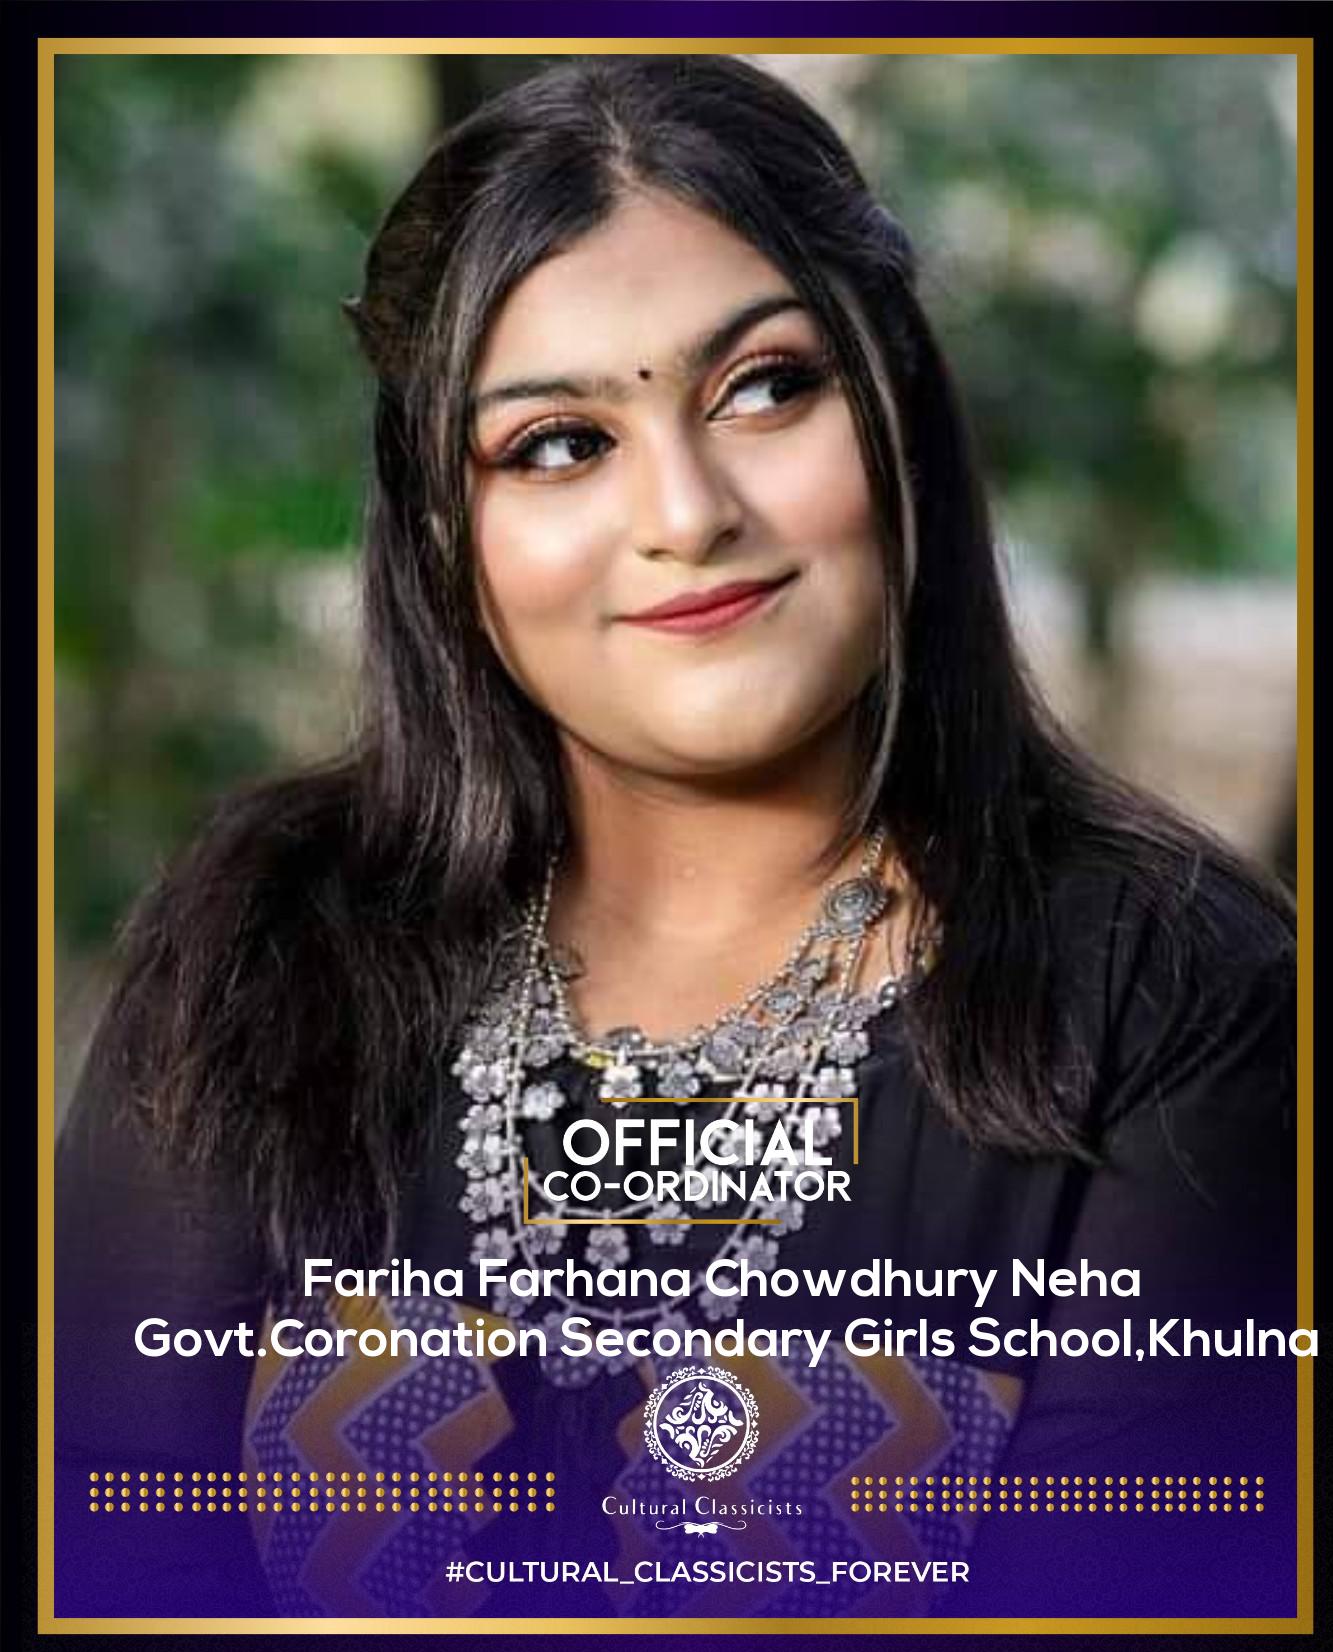 OFFICIAL
CO-ORDINATOR
Fariha Farhana Chowdhury Neha
Govt.Coronation Secondary Girls School,Khulna
Cultural Classicists
#CULTURAL_CLASSICISTS_FOREVER